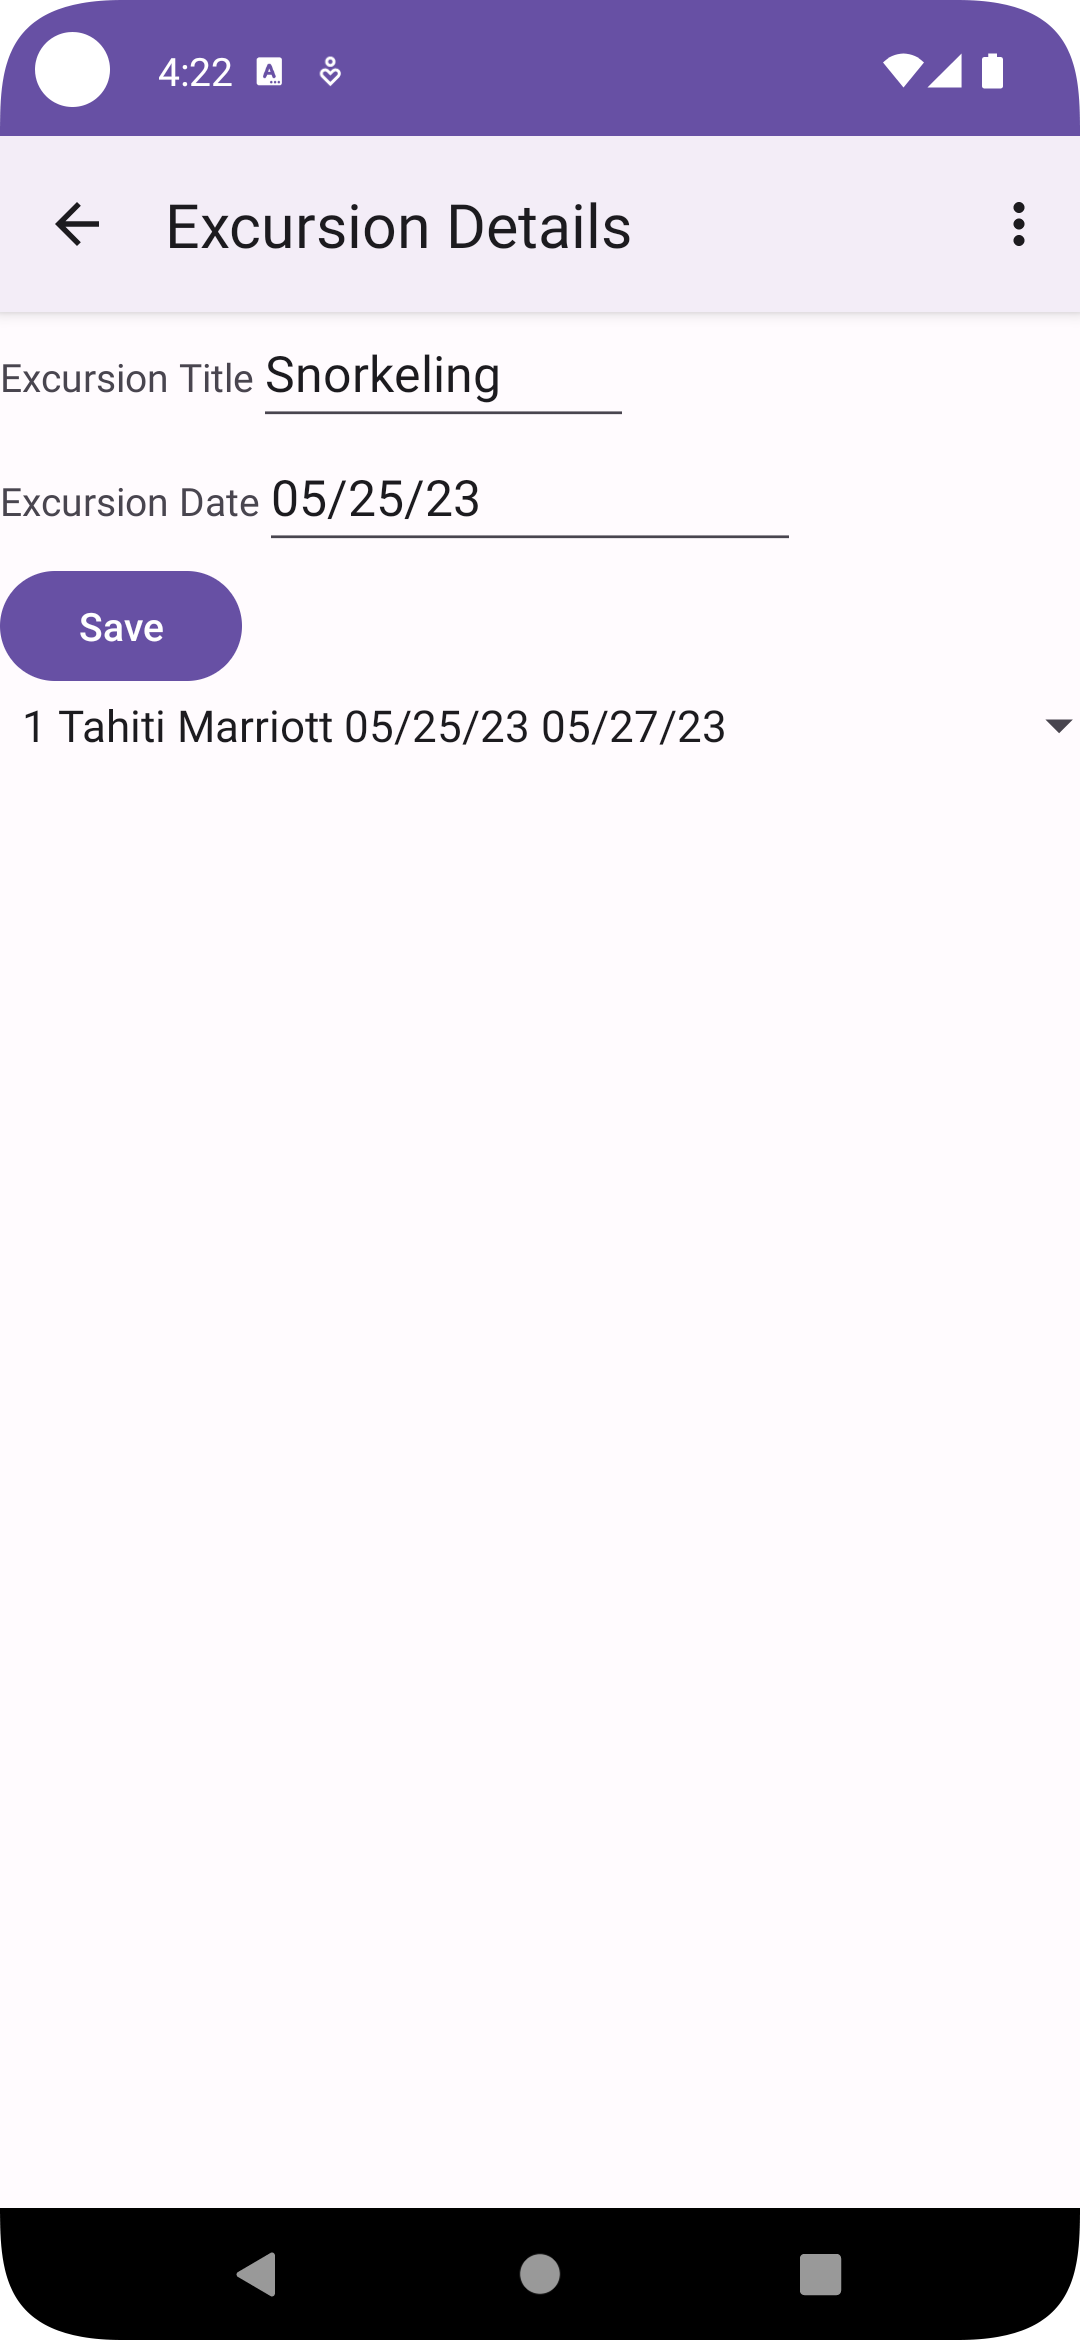 4:22
Excursion Details
Excursion Title Snorkeling
Excursion Date 05/25/23
Save
1 Tahiti Marriott 05/25/23 05/27/23